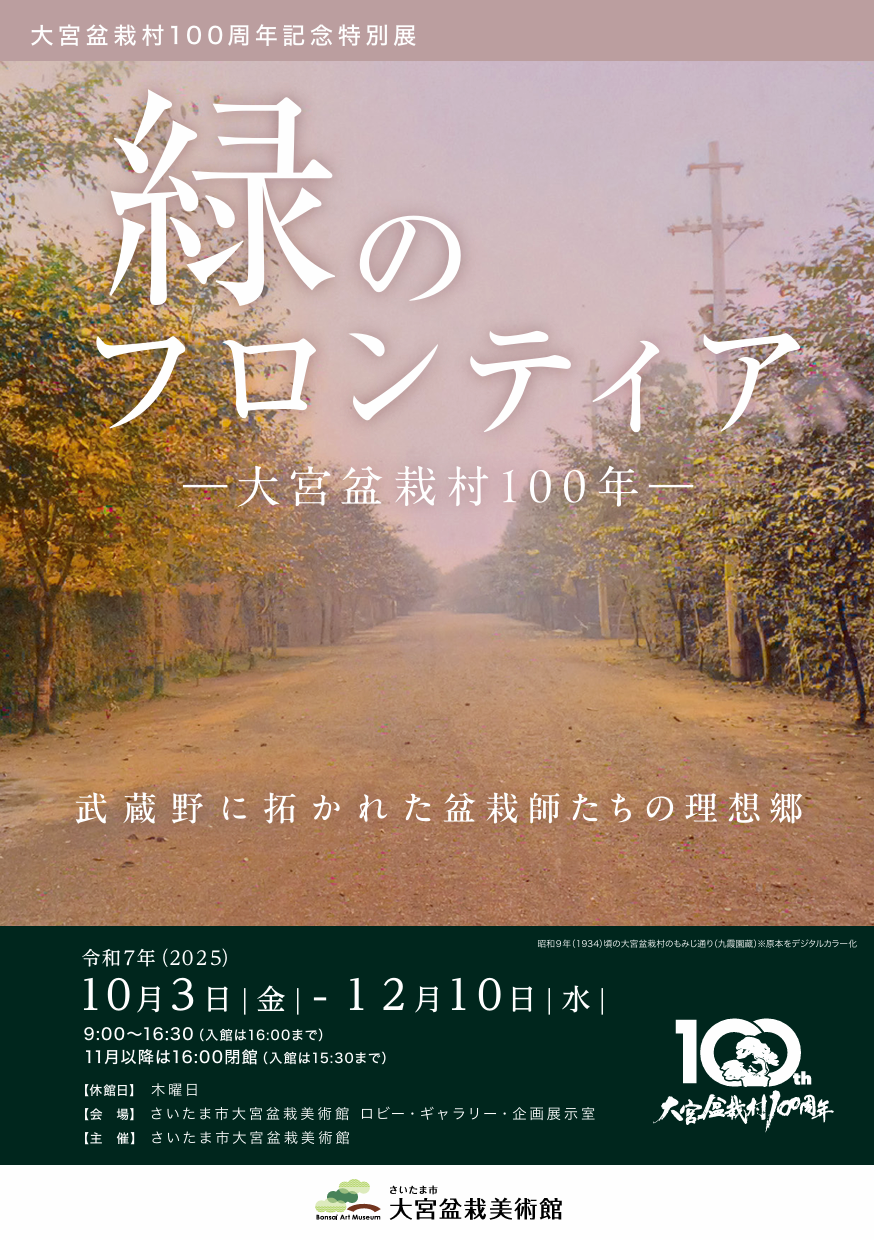 大宮盆栽村100周年記念特別展
緑の
フロンティア
―大宮盆栽村100年―
武蔵野に拓かれた盆栽師たちの理想郷
昭和9年(1934)頃の大宮盆栽村のもみじ通り(九霞園蔵)※原本をデジタルカラー化
令和7年(2025)
10月3日|金|-12月10日|水|
9:00〜16:30(入館は16:00まで)
11月以降は16:00閉館(入館は15:30まで)
【休館日】 木曜日
【会 場】 さいたま市大宮盆栽美術館 ロビー・ギャラリー・企画展示室
【主 催】 さいたま市大宮盆栽美術館
100th
大宮盆栽村100周年
さいたま市
大宮盆栽美術館
Bonsai Art Museum